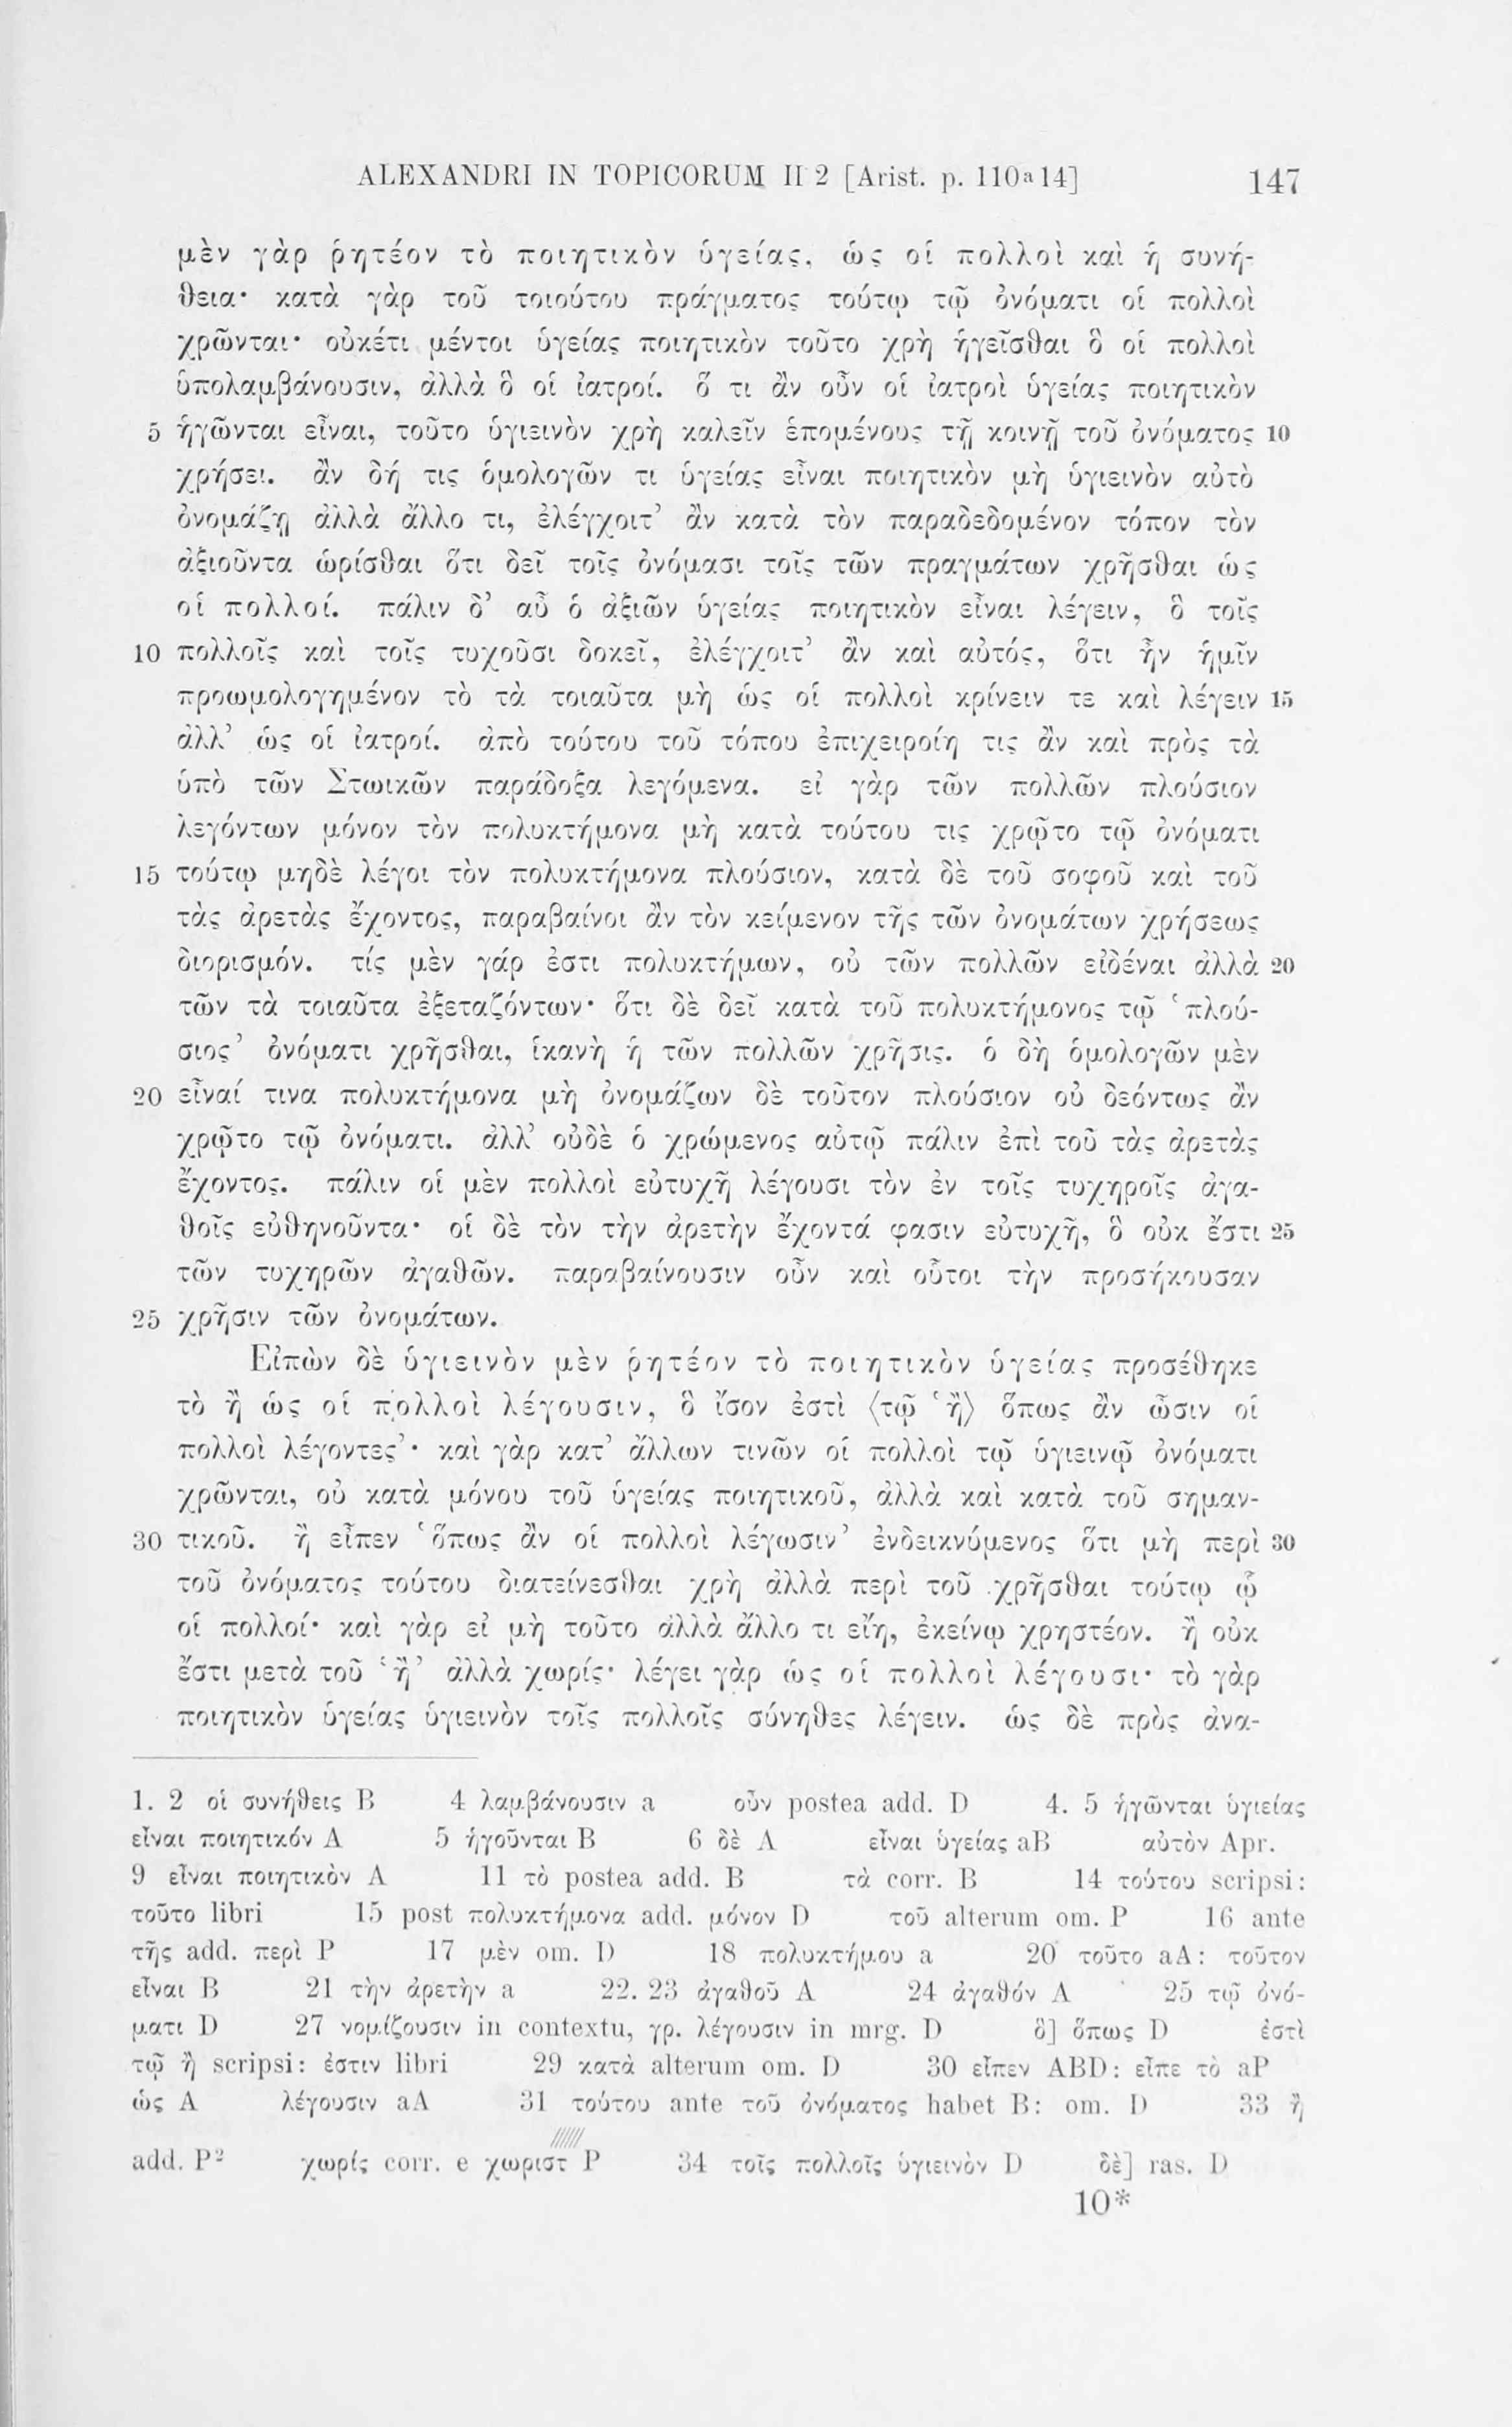 ALEXANDRI IN TOPICORUM II 2 [Arist. p. 110a14] 147
μὲν γὰρ ῥητέον τὸ ποιητικὸν ὑγείας, ὡς οἱ πολλοὶ καὶ ἡ συνή-
θεια· κατὰ γὰρ τοῦ τοιούτου πράγματος τούτῳ τῷ ὀνόματι οἱ πολλοὶ
χρῶνται· οὐκέτι μέντοι ὑγείας ποιητικὸν τοῦτο χρὴ ἡγεῖσθαι ὃ οἱ πολλοὶ
ὑπολαμβάνουσιν, ἀλλὰ ὃ οἱ ἰατροί. ὅ τι ἂν οὖν οἱ ἰατροὶ ὑγείας ποιητικὸν
5 ἡγῶνται εἶναι, τοῦτο ὑγιεινὸν χρὴ καλεῖν ἑπομένους τῇ κοινῇ τοῦ ὀνόματος 10
χρήσει. ἂν δή τις ὁμολογῶν τι ὑγείας εἶναι ποιητικὸν μὴ ὑγιεινὸν αὐτὸ
ὀνομάζῃ ἀλλὰ ἄλλο τι, ἐλέγχοιτ’ ἂν κατὰ τὸν παραδεδομένον τόπον τὸν
ἀξιοῦντα ὡρίσθαι ὅτι δεῖ τοῖς ὀνόμασι τοῖς τῶν πραγμάτων χρῆσθαι ὡς
οἱ πολλοί. πάλιν δ’ αὖ ὁ ἀξιῶν ὑγείας ποιητικὸν εἶναι λέγειν, ὃ τοῖς
10 πολλοῖς καὶ τοῖς τυχοῦσι δοκεῖ, ἐλέγχοιτ’ ἂν καὶ αὐτός, ὅτι ἦν ἡμῖν
προωμολογημένον τὸ τὰ τοιαῦτα μὴ ὡς οἱ πολλοὶ κρίνειν τε καὶ λέγειν 15
ἀλλ’ ὡς οἱ ἰατροί. ἀπὸ τούτου τοῦ τόπου ἐπιχειροίη τις ἂν καὶ πρὸς τὰ
ὑπὸ τῶν Στωικῶν παράδοξα λεγόμενα. εἰ γὰρ τῶν πολλῶν πλούσιον
λεγόντων μόνον τὸν πολυκτήμονα μὴ κατὰ τούτου τις χρῷτο τῷ ὀνόματι
15 τούτῳ μηδὲ λέγοι τὸν πολυκτήμονα πλούσιον, κατὰ δὲ τοῦ σοφοῦ καὶ τοῦ
τὰς ἀρετὰς ἔχοντος, παραβαίνοι ἂν τὸν κείμενον τῆς τῶν ὀνομάτων χρήσεως
διορισμόν. τίς μὲν γάρ ἐστι πολυκτήμων, οὐ τῶν πολλῶν εἰδέναι ἀλλὰ 20
τῶν τὰ τοιαῦτα ἐξεταζόντων· ὅτι δὲ δεῖ κατὰ τοῦ πολυκτήμονος τῷ ‘πλού-
σιος’ ὀνόματι χρῆσθαι, ἱκανὴ ἡ τῶν πολλῶν χρῆσις. ὁ δὴ ὁμολογῶν μὲν
20 εἶναί τινα πολυκτήμονα μὴ ὀνομάζων δὲ τοῦτον πλούσιον οὐ δεόντως ἂν
χρῷτο τῷ ὀνόματι. ἀλλ’ οὐδὲ ὁ χρώμενος αὐτῷ πάλιν ἐπὶ τοῦ τὰς ἀρετὰς
ἔχοντος. πάλιν οἱ μὲν πολλοὶ εὐτυχῆ λέγουσι τὸν ἐν τοῖς τυχηροῖς ἀγα-
θοῖς εὐθηνοῦντα· οἱ δὲ τὸν τὴν ἀρετὴν ἔχοντά φασιν εὐτυχῆ, ὃ οὐκ ἔστι 25
τῶν τυχηρῶν ἀγαθῶν. παραβαίνουσιν οὖν καὶ οὗτοι τὴν προσήκουσαν
25 χρῆσιν τῶν ὀνομάτων.
Εἰπὼν δὲ ὑγιεινὸν μὲν ῥητέον τὸ ποιητικὸν ὑγείας προσέθηκε
τὸ ἢ ὡς οἱ πολλοὶ λέγουσιν, ὃ ἴσον ἐστὶ ⟨τῷ ‘ἢ⟩ ὅπως ἂν ὦσιν οἱ
πολλοὶ λέγοντες’· καὶ γὰρ κατ’ ἄλλων τινῶν οἱ πολλοὶ τῷ ὑγιεινῷ ὀνόματι
χρῶνται, οὐ κατὰ μόνου τοῦ ὑγείας ποιητικοῦ, ἀλλὰ καὶ κατὰ τοῦ σημαν-
30 τικοῦ. ἢ εἶπεν ‘ὅπως ἂν οἱ πολλοὶ λέγωσιν’ ἐνδεικνύμενος ὅτι μὴ περὶ 30
τοῦ ὀνόματος τούτου διατείνεσθαι χρὴ ἀλλὰ περὶ τοῦ χρῆσθαι τούτῳ ᾧ
οἱ πολλοί· καὶ γὰρ εἰ μὴ τοῦτο ἀλλὰ ἄλλο τι εἴη, ἐκείνῳ χρηστέον. ἢ οὐκ
ἔστι μετὰ τοῦ ‘ἢ’ ἀλλὰ χωρίς· λέγει γὰρ ὡς οἱ πολλοὶ λέγουσι· τὸ γὰρ
ποιητικὸν ὑγείας ὑγιεινὸν τοῖς πολλοῖς σύνηθες λέγειν. ὡς δὲ πρὸς ἀνα-
1. 2 οἱ συνήθεις B 4 λαμβάνουσιν a οὖν postea add. D 4. 5 ἡγῶνται ὑγιείας
εἶναι ποιητικόν A 5 ἡγοῦνται B 6 δὲ A εἶναι ὑγείας aB αὐτὸν Apr.
9 εἶναι ποιητικὸν A 11 τὸ postea add. B τὰ corr. B 14 τούτου scripsi:
τοῦτο libri 15 post πολυκτήμονα add. μόνον D τοῦ alterum om. P 16 ante
τῆς add. περὶ P 17 μὲν om. D 18 πολυκτήμου a 20 τοῦτο aA: τοῦτον
εἶναι B 21 τὴν ἀρετὴν a 22. 23 ἀγαθοῦ A 24 ἀγαθόν A 25 τῷ ὀνό-
ματι D 27 νομίζουσιν in contextu, γρ. λέγουσιν in mrg. D ὃ] ὅπως D ἐστὶ
τῷ ἢ scripsi: ἐστιν libri 29 κατὰ alterum om. D 30 εἶπεν ABD: εἶπε τὸ aP
ὡς A λέγουσιν aA 31 τούτου ante τοῦ ὀνόματος habet B: om. D 33 ἢ
add. P2 χωρίς corr. e χωριστ P 34 τοῖς πολλοῖς ὑγιεινὸν D δὲ] ras. D
10*